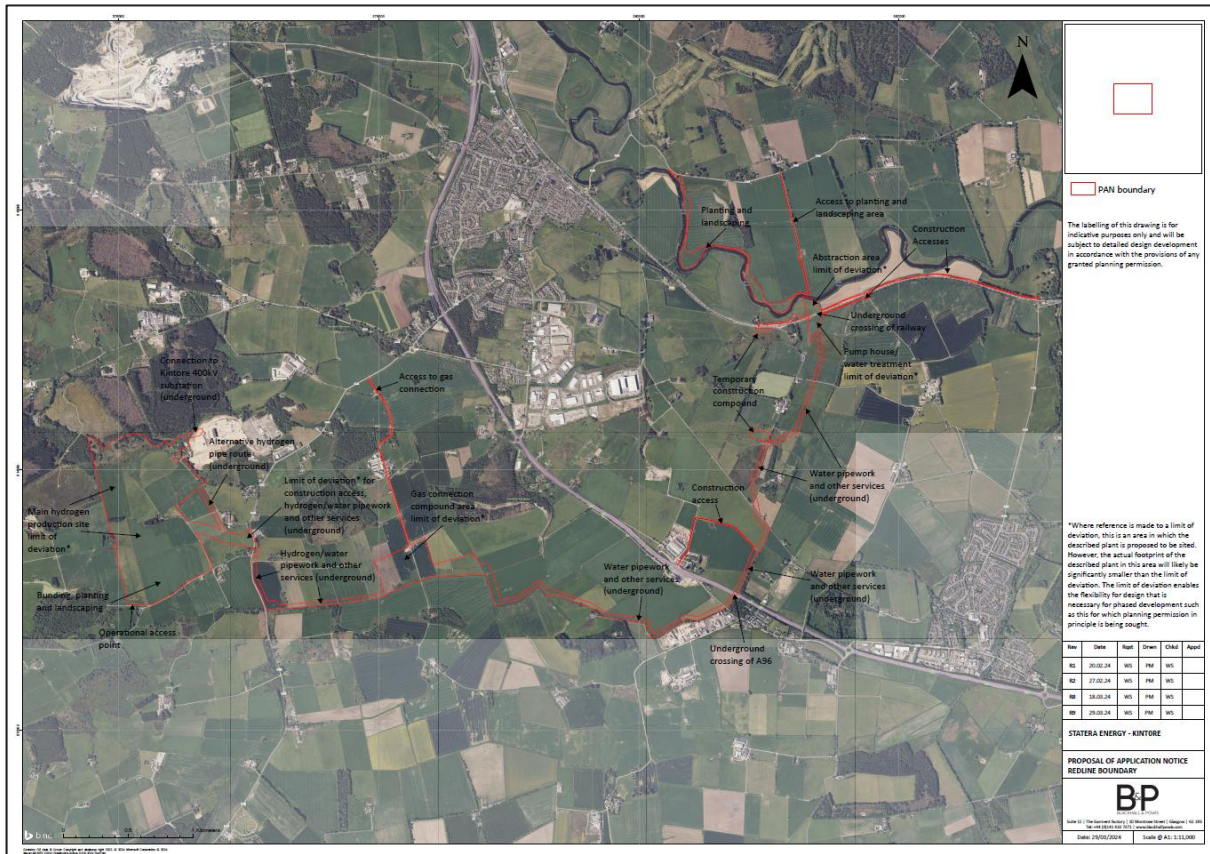 N
Planting and
landscaping
Access to planting and
landscaping area
Construction
Accesses
Abstraction area
limit of deviation*
Underground
crossing of railway
Pump house/
water treatment
limit of deviation*
Temporary
construction
compound
Connection to
Kintore 400kV
substation
(underground)
Access to gas
connection
Alternative hydrogen
pipe route
(underground)
Limit of deviation* for
construction access,
hydrogen/water pipework
and other services
(underground)
Gas connection
compound area
limit of deviation*
Water pipework
and other services
(underground)
Construction
access
Main hydrogen
production site
limit of
deviation*
Hydrogen/water
pipework and other
services (underground)
Water pipework
and other services
(underground)
Water pipework
and other services
(underground)
Bunding, planting
and landscaping
Operational access
point
Underground
crossing of A96
bing
0 0.5 1 Kilometers
PAN boundary
The labelling of this drawing is for
indicative purposes only and will be
subject to detailed design development
in accordance with the provisions of any
granted planning permission.
*Where reference is made to a limit of
deviation, this is an area in which the
described plant is proposed to be sited.
However, the actual footprint of the
described plant in this area will likely be
significantly smaller than the limit of
deviation. The limit of deviation enables
the flexibility for design that is
necessary for phased development such
as this for which planning permission in
principle is being sought.
Rev Date Rqst Drwn Chkd Appd
R1 20.02.24 WS PM WS
R2 27.02.24 WS PM WS
R8 18.03.24 WS PM WS
R9 29.03.24 WS PM WS
STATERA ENERGY - KINTORE
PROPOSAL OF APPLICATION NOTICE
REDLINE BOUNDARY
B&P
Date: 29/03/2024 Scale @ A1: 1:11,000